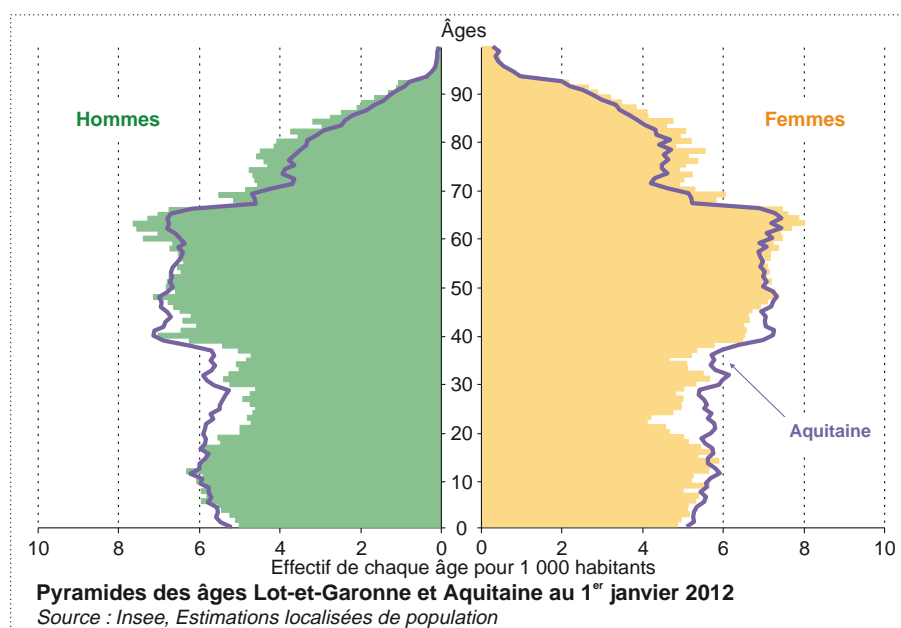 Âges
90
80
70
60
50
40
30
20
10
0
Hommes
Femmes
Aquitaine
10 8 6 4 2 0 0 2 4 6 8 10
Effectif de chaque âge pour 1 000 habitants
Pyramides des âges Lot-et-Garonne et Aquitaine au 1er janvier 2012
Source : Insee, Estimations localisées de population